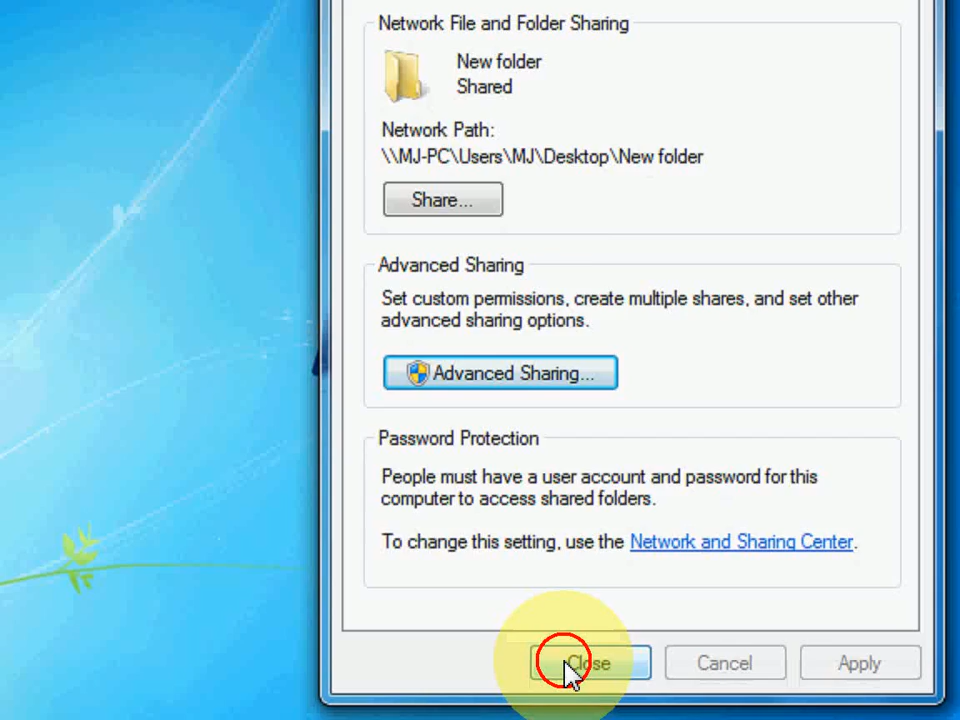 Network File and Folder Sharing
New folder
Shared
Network Path:
\\MJ-PC\Users\MJ\Desktop\New folder
Share...
Advanced Sharing
Set custom permissions, create multiple shares, and set other
advanced sharing options.
Advanced Sharing...
Password Protection
People must have a user account and password for this
computer to access shared folders.
To change this setting, use the Network and Sharing Center.
Close Cancel Apply